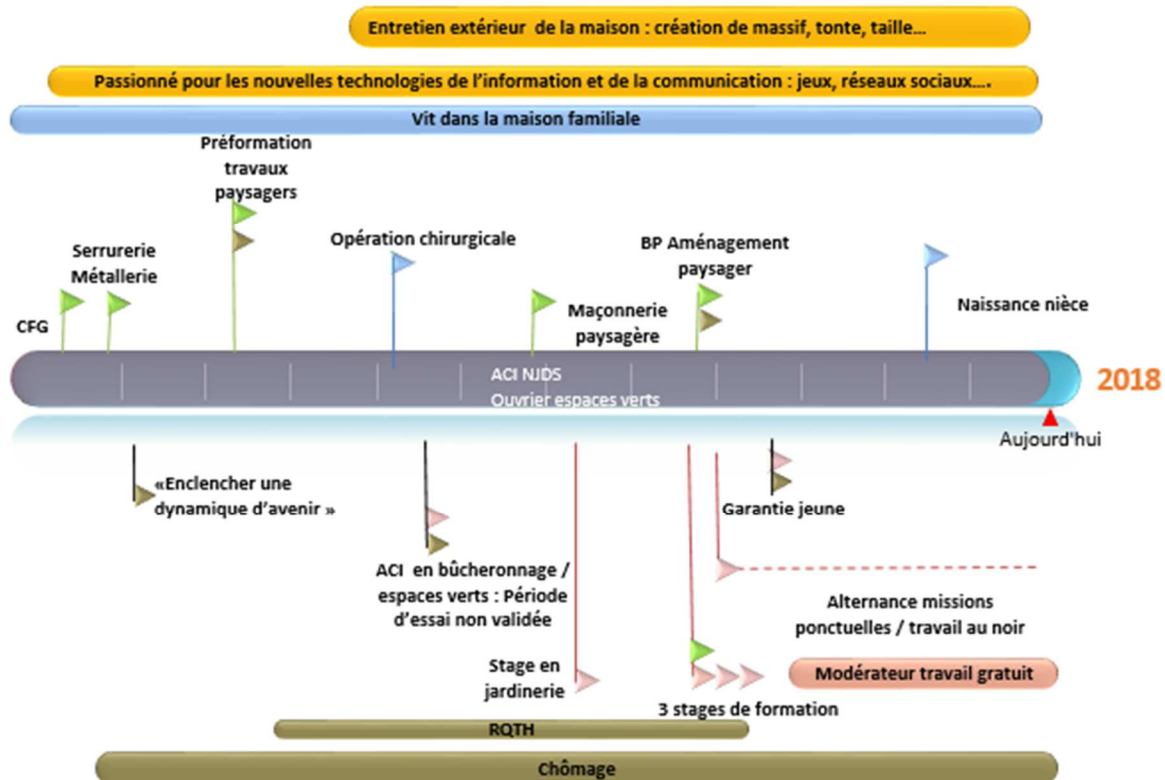 Entretien extérieur de la maison : création de massif, tonte, taille...
Passionné pour les nouvelles technologies de l'information et de la communication : jeux, réseaux sociaux....
Vit dans la maison familiale
Préformation
travaux
paysagers
Serrurerie
Métallerie
CFG
Opération chirurgicale
Maçonnerie
paysagère
BP Aménagement
paysager
Naissance nièce
ACI NJDS
Ouvrier espaces verts
2018
Aujourd'hui
«Enclencher une
dynamique d'avenir »
ACI en bûcheronnage /
espaces verts : Période
d'essai non validée
Stage en
jardinerie
Garantie jeune
Alternance missions
ponctuelles / travail au noir
Modérateur travail gratuit
3 stages de formation
RQTH
Chômage